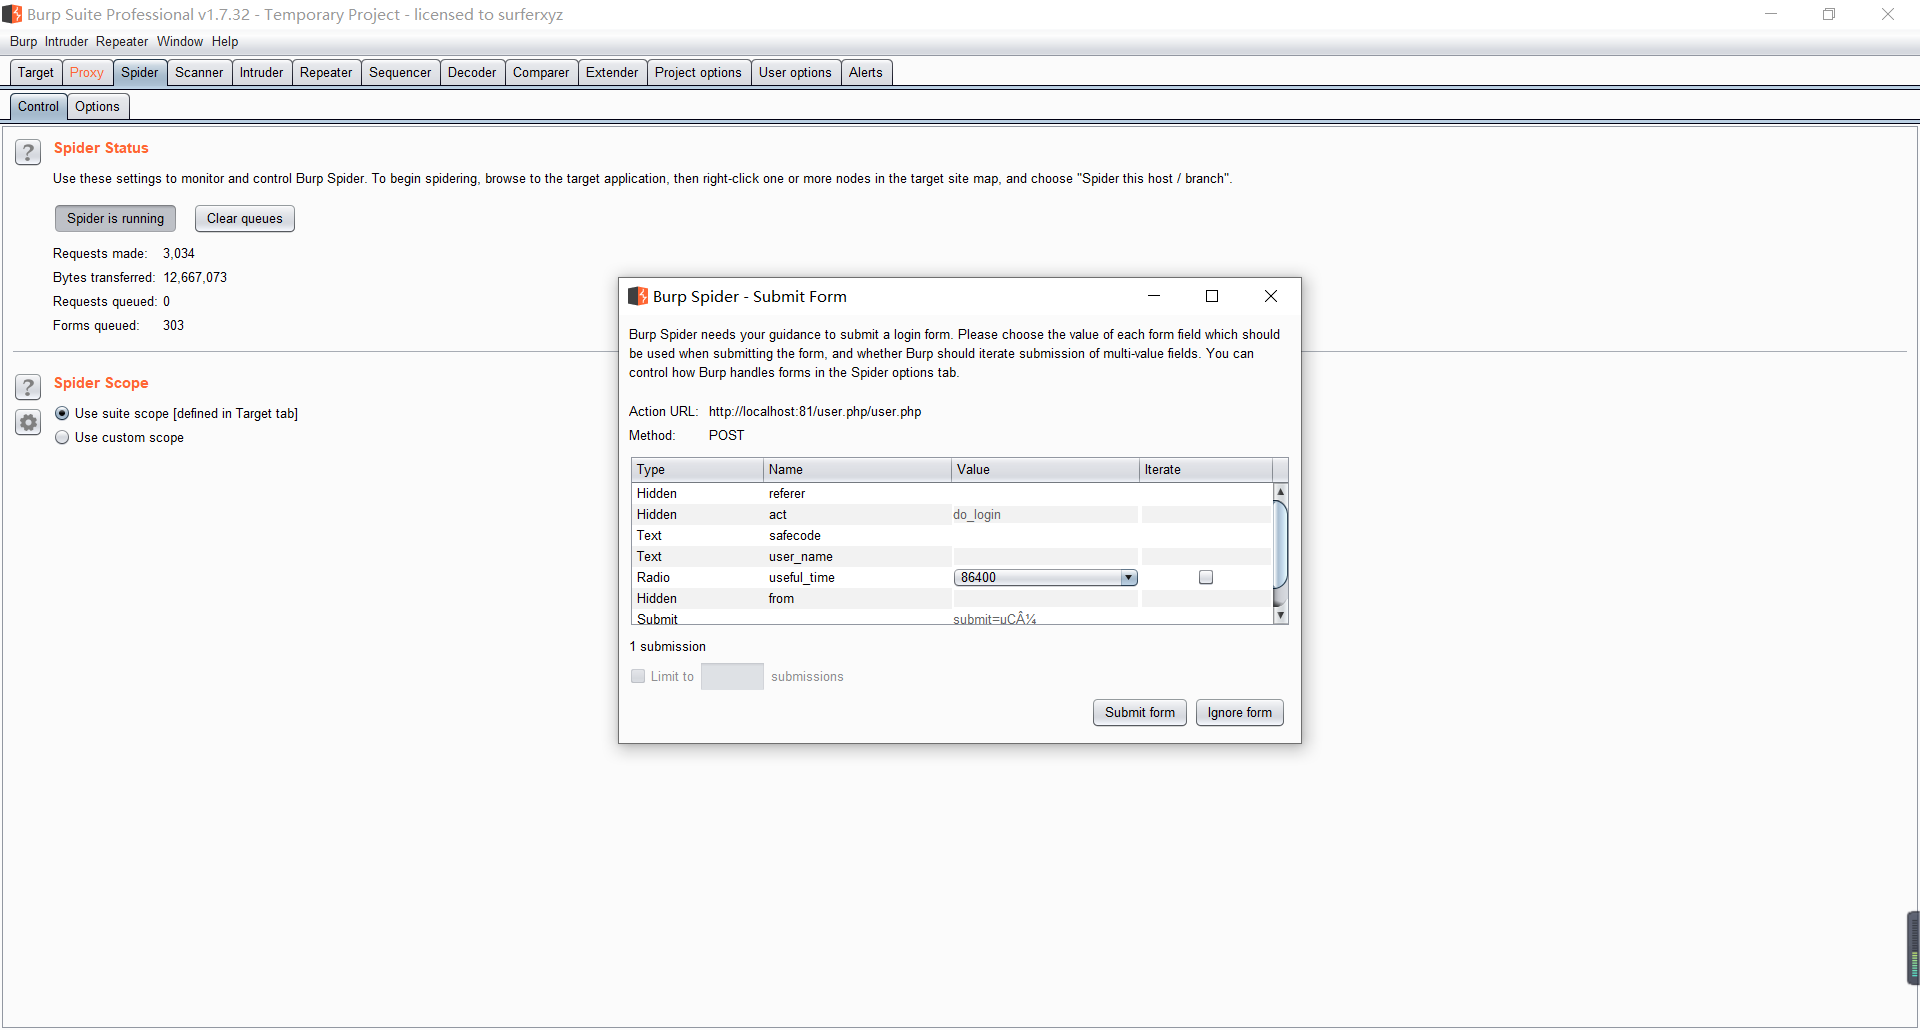 Burp Suite Professional v1.7.32 - Temporary Project - licensed to surferxyz
Burp Intruder Repeater Window Help
Target Proxy Spider Scanner Intruder Repeater Sequencer Decoder Comparer Extender Project options User options Alerts
Control Options
? Spider Status
Use these settings to monitor and control Burp Spider. To begin spidering, browse to the target application, then right-click one or more nodes in the target site map, and choose "Spider this host / branch".
Spider is running Clear queues
Requests made: 3,034
Bytes transferred: 12,667,073
Requests queued: 0
Forms queued: 303
? Spider Scope
Use suite scope [defined in Target tab]
Use custom scope
Burp Spider - Submit Form
Burp Spider needs your guidance to submit a login form. Please choose the value of each form field which should
be used when submitting the form, and whether Burp should iterate submission of multi-value fields. You can
control how Burp handles forms in the Spider options tab.
Action URL: http://localhost:81/user.php/user.php
Method: POST
Type Name Value Iterate
Hidden referer
Hidden act do_login
Text safecode
Text user_name
Radio useful_time 86400
Hidden from
Submit submit=µCÂ¼
1 submission
Limit to submissions
Submit form Ignore form